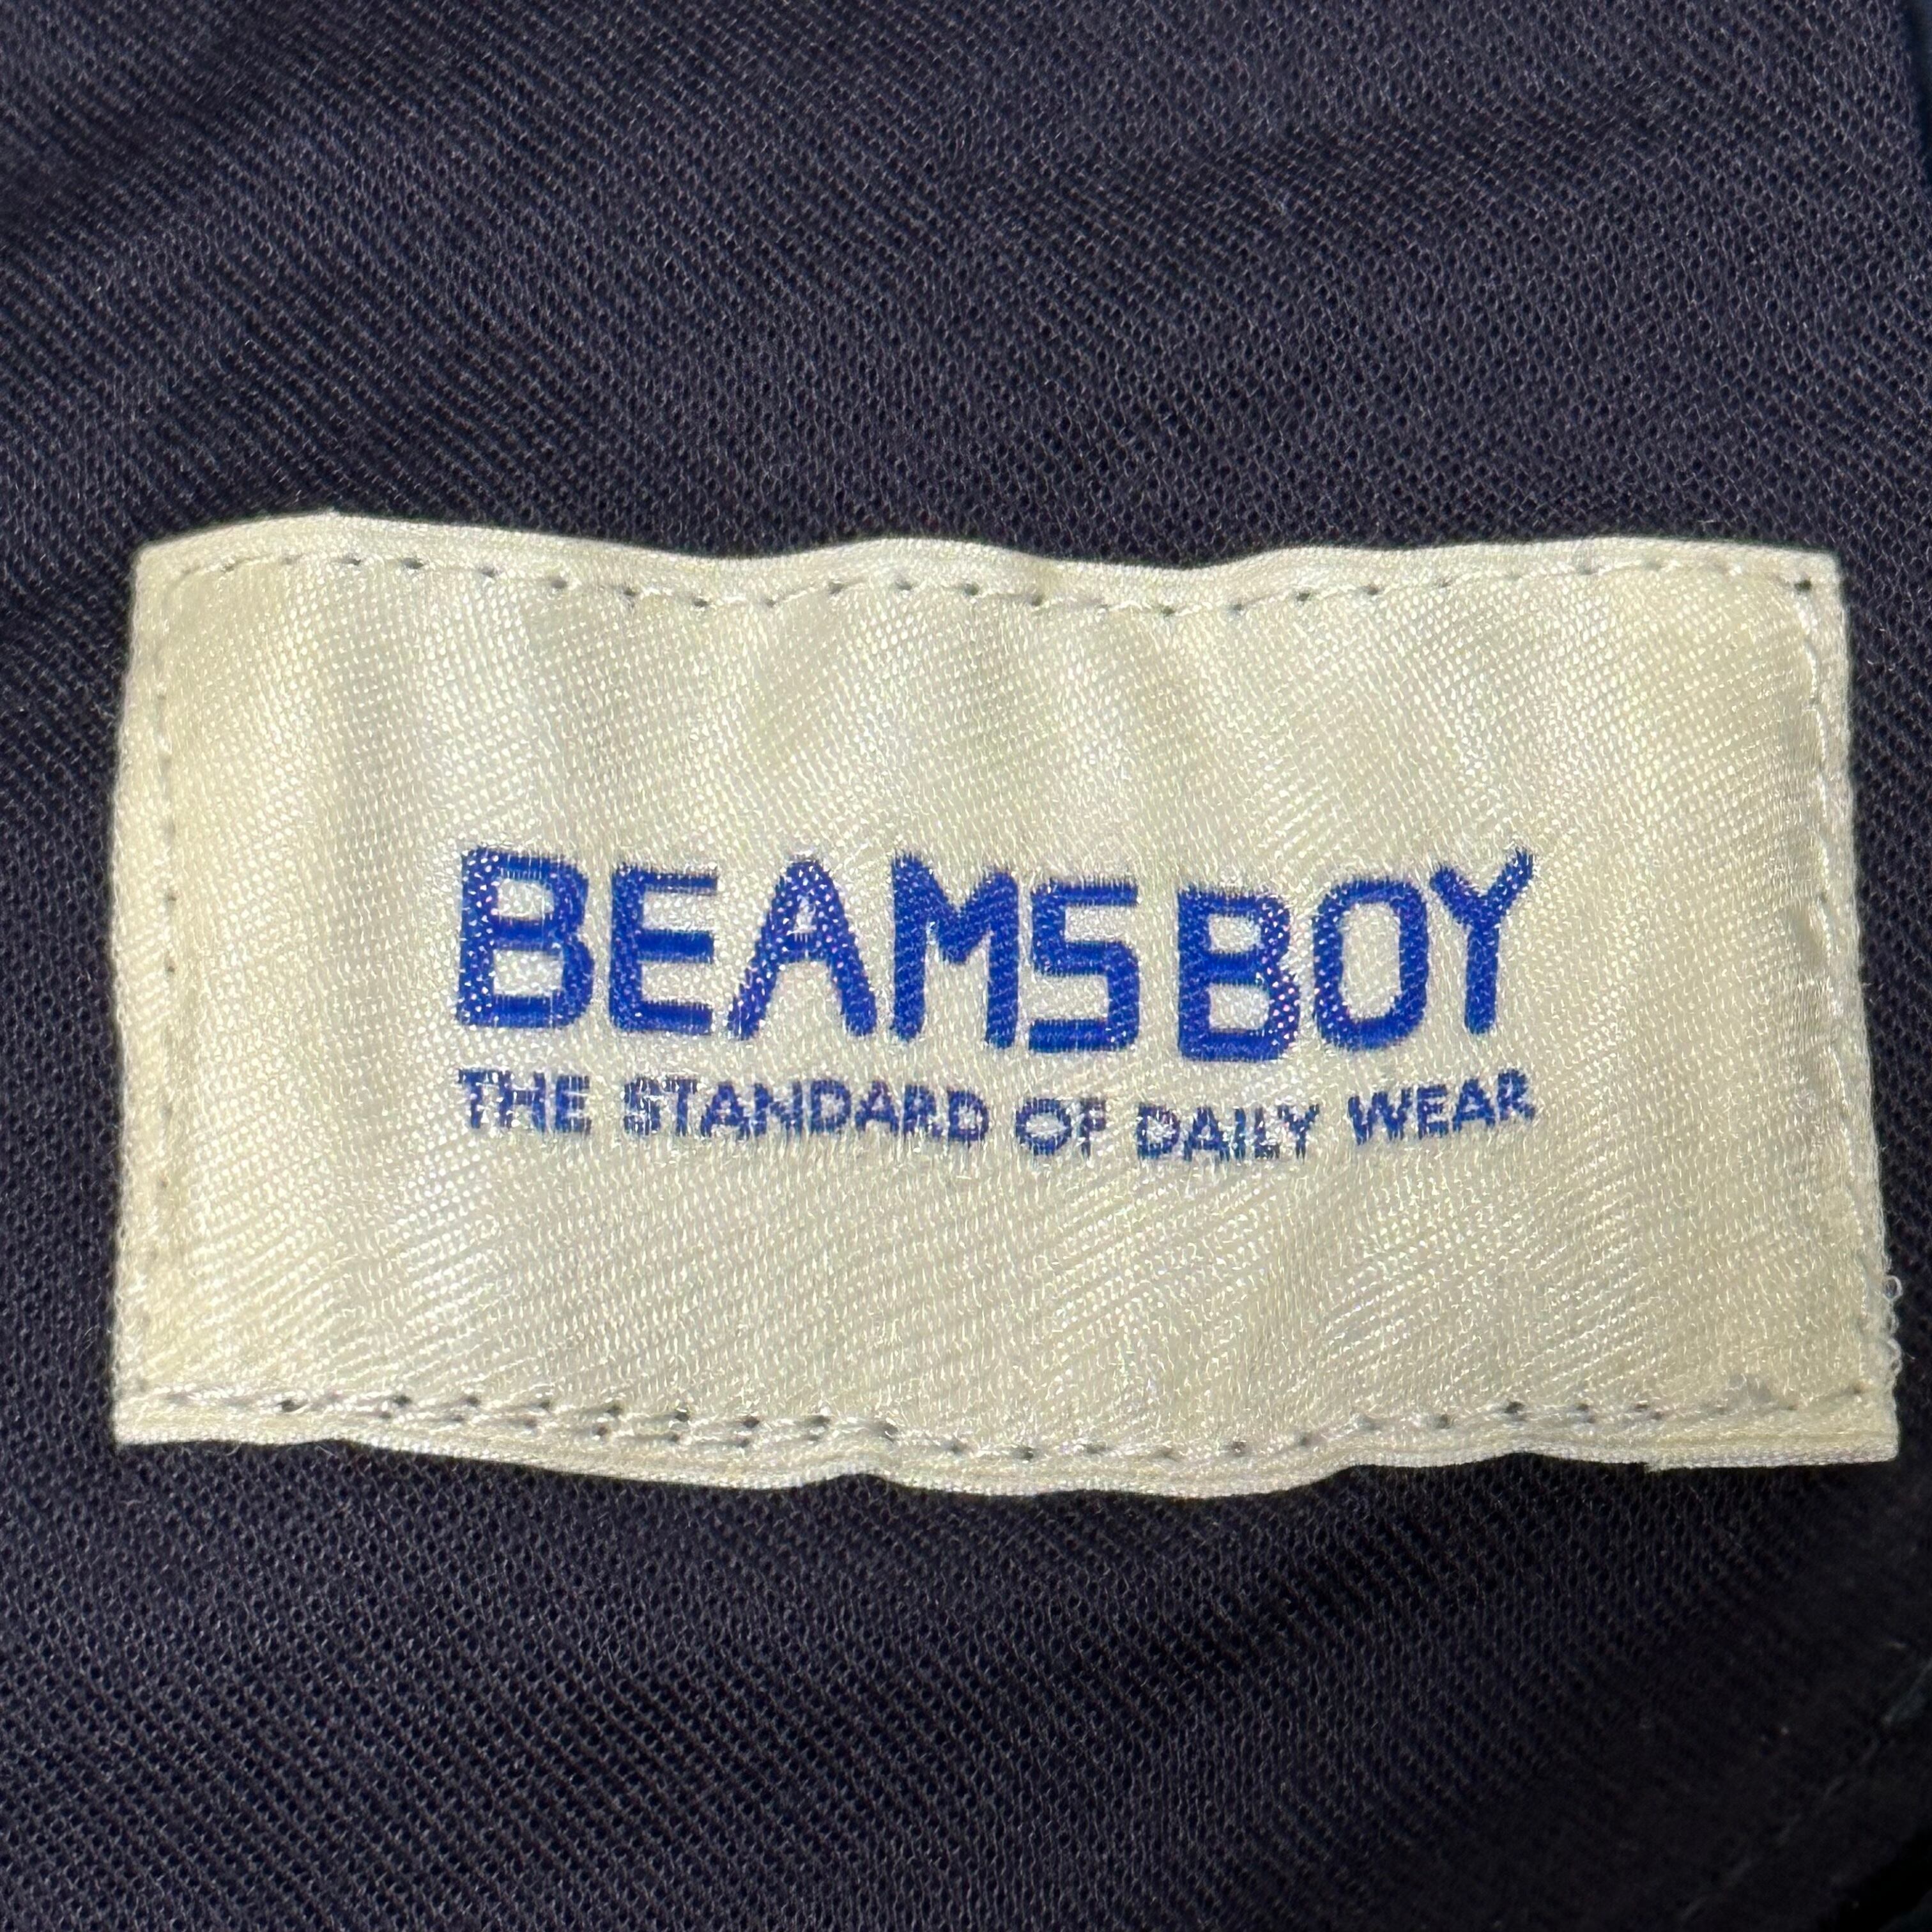 BEAMS BOY
THE STANDARD OF DAILY WEAR